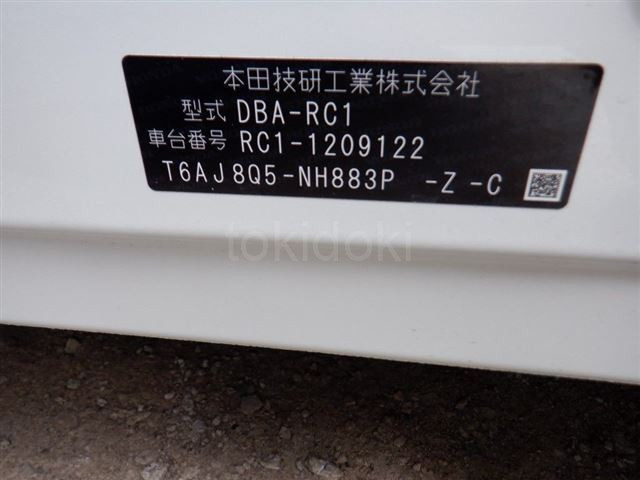 本田技研工業株式会社
型式 DBA-RC1
車台番号 RC1-1209122
T6AJ8Q5-NH883P -Z -C
tokidoki